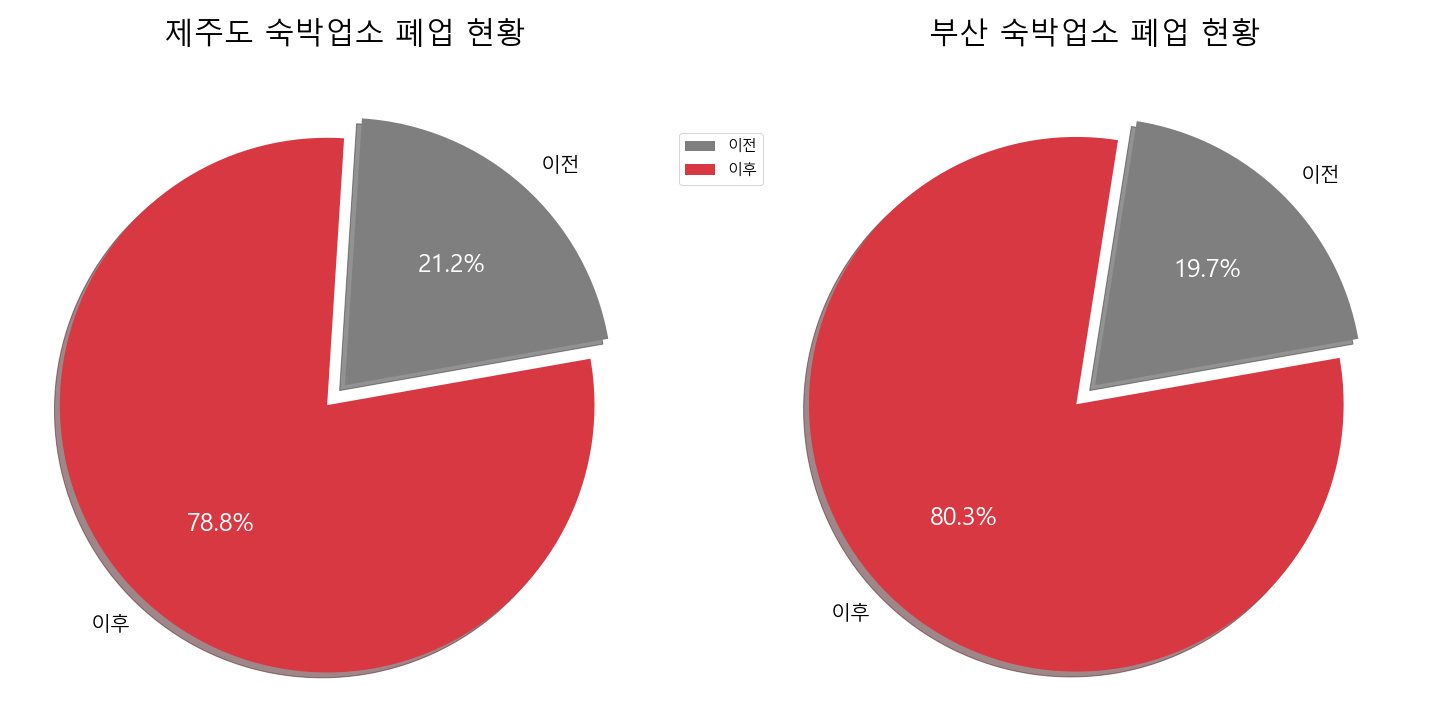 제주도 숙박업소 폐업 현황
이전
21.2%
78.8%
이후
이전
이후
부산 숙박업소 폐업 현황
이전
19.7%
80.3%
이후